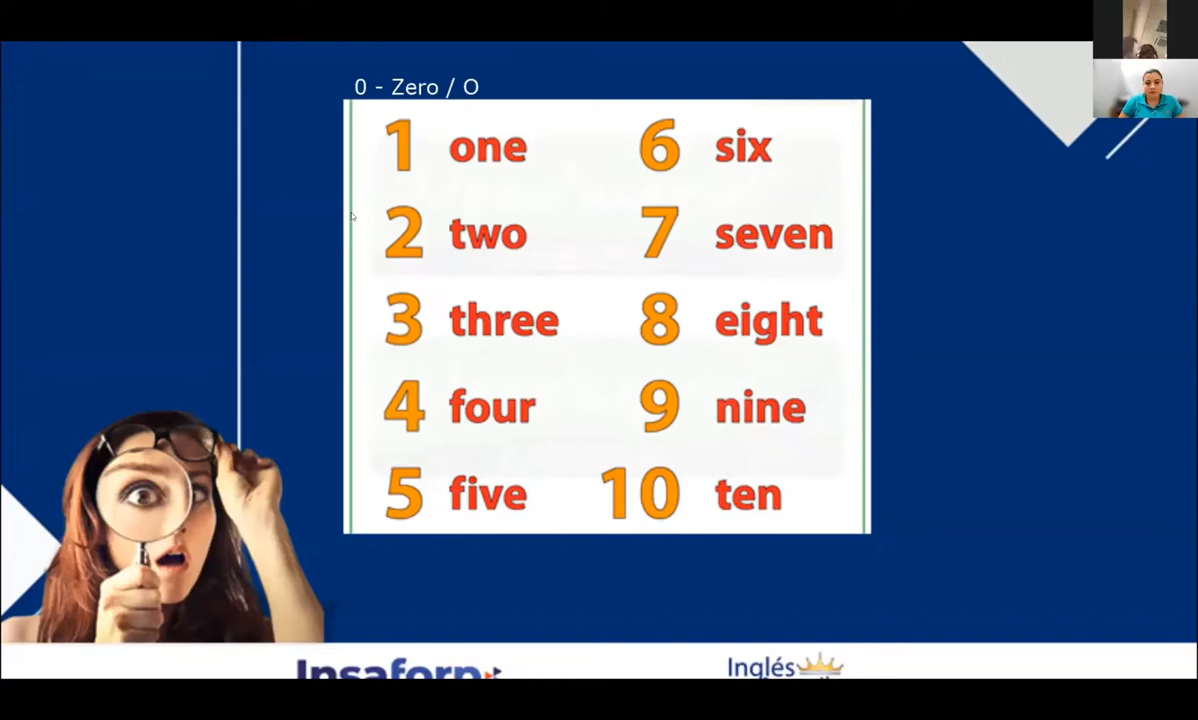 0 - Zero / O
1 one
2 two
3 three
4 four
5 five
6 six
7 seven
8 eight
9 nine
10 ten
Insaforp
Inglés